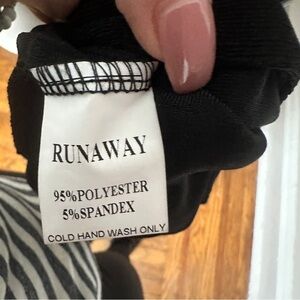 RUNAWAY
95%POLYESTER
5%SPANDEX
COLD HAND WASH ONLY